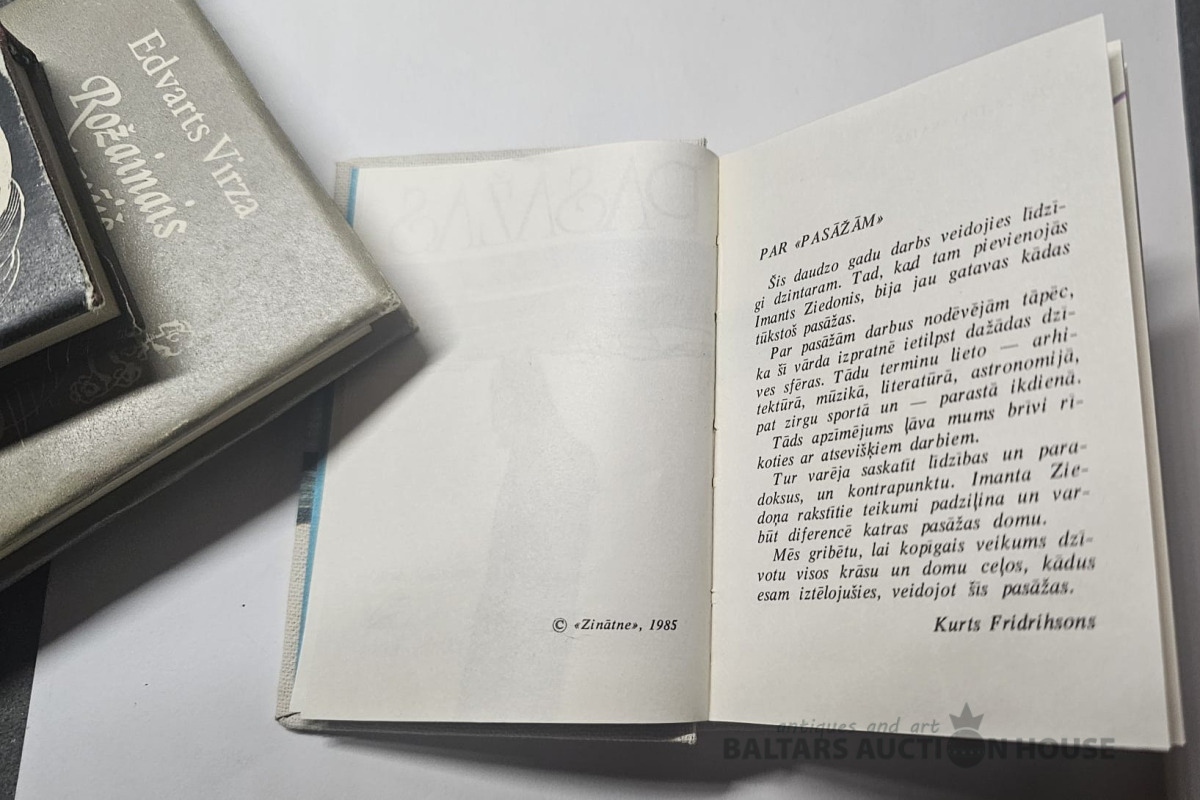 Edvarts Virza
Rožainais
PASĀŽAS
© «Zinātne», 1985
PAR «PASĀŽĀM»
Šis daudzo gadu darbs veidojies līdzī-
gi dzintaram. Tad, kad tam pievienojās
Imants Ziedonis, bija jau gatavas kādas
tūkstoš pasāžas.
Par pasāžām darbus nodēvējām tāpēc,
ka šī vārda izpratnē ietilpst dažādas dzī-
ves sfēras. Tādu terminu lieto — arhi-
tektūrā, mūzikā, literatūrā, astronomijā,
pat zirgu sportā un — parastā ikdienā.
Tāds apzīmējums ļāva mums brīvi rī-
koties ar atsevišķiem darbiem.
Tur varēja saskatīt līdzības un para-
doksus, un kontrapunktu. Imanta Zie-
doņa rakstītie teikumi padziļina un var-
būt diferencē katras pasāžas domu.
Mēs gribētu, lai kopīgais veikums dzī-
votu visos krāsu un domu ceļos, kādus
esam iztēlojušies, veidojot šīs pasāžas.
Kurts Fridrihsons
antiques and art
BALTARS AUCTION HOUSE